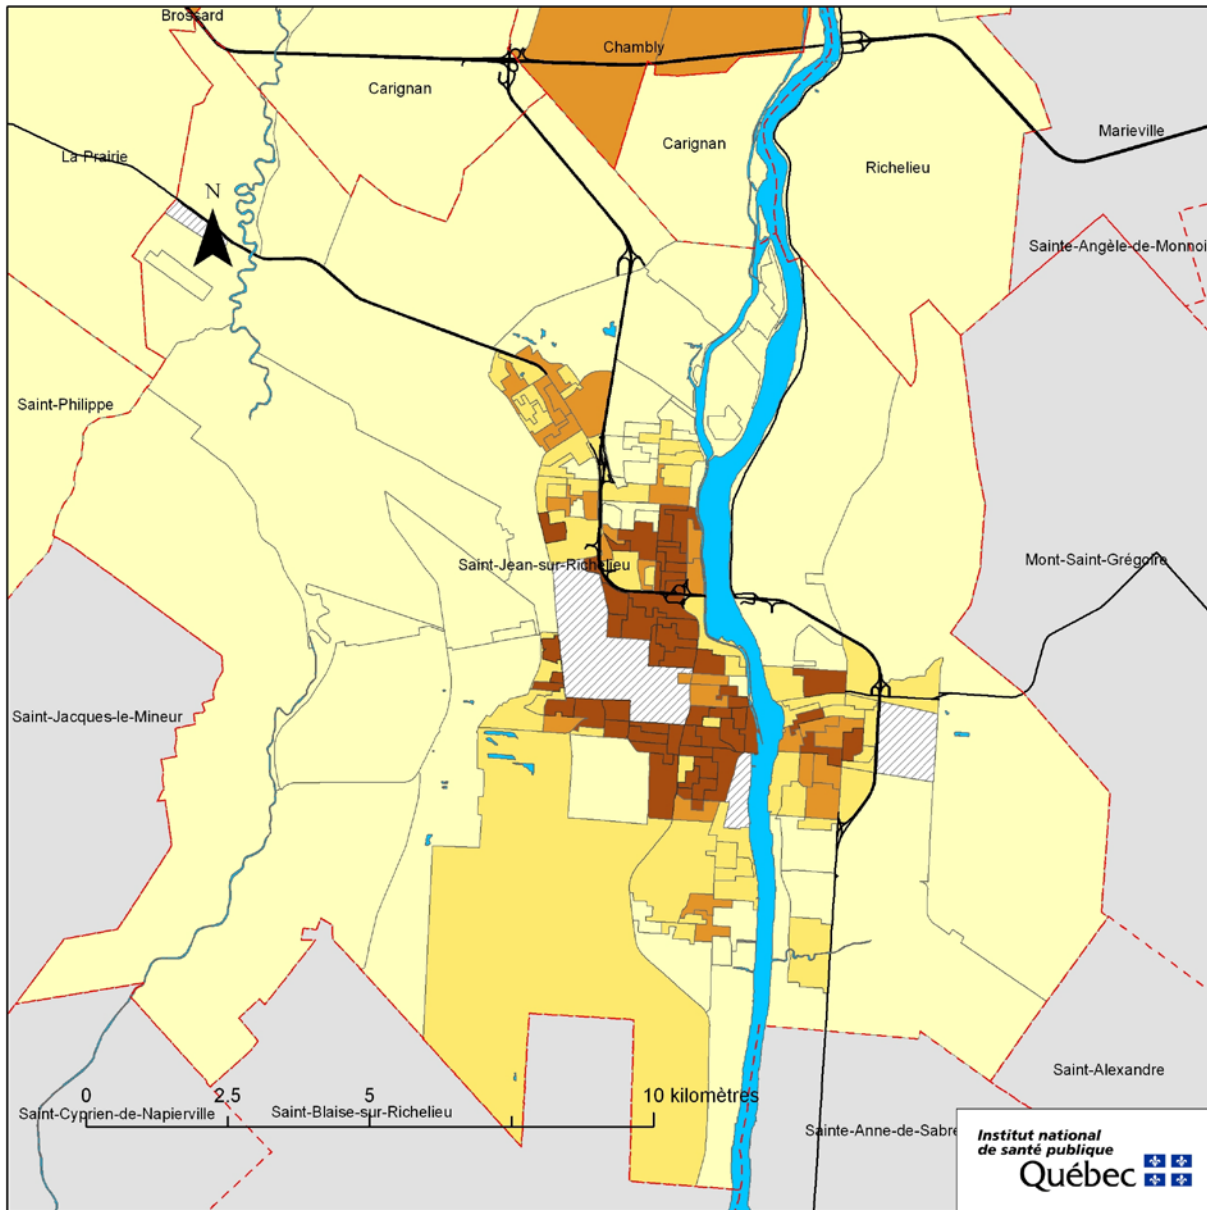 Brossard
Chambly
Carignan
Carignan
Marieville
La Prairie
Richelieu
N
Sainte-Angèle-de-Monnoi
Saint-Philippe
Saint-Jean-sur-Richelieu
Mont-Saint-Grégoire
Saint-Jacques-le-Mineur
Saint-Alexandre
0 2.5 5 10 kilomètres
Saint-Cyprien-de-Napierville
Saint-Blaise-sur-Richelieu
Sainte-Anne-de-Sabre
Institut national
de santé publique
Québec